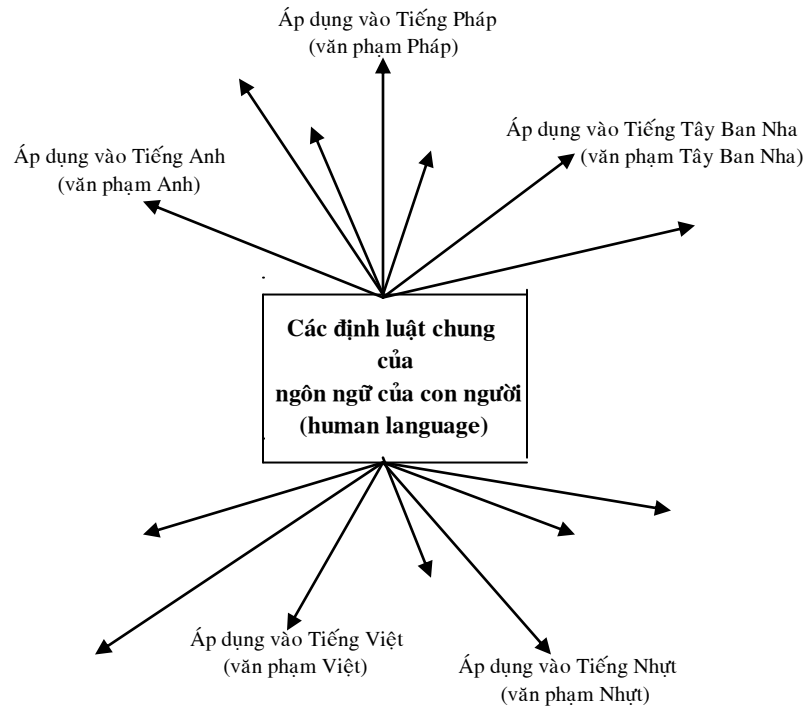 Áp dụng vào Tiếng Pháp
(văn phạm Pháp)
Áp dụng vào Tiếng Tây Ban Nha
(văn phạm Tây Ban Nha)
Áp dụng vào Tiếng Anh
(văn phạm Anh)
Các định luật chung
của
ngôn ngữ của con người
(human language)
Áp dụng vào Tiếng Việt
(văn phạm Việt)
Áp dụng vào Tiếng Nhựt
(văn phạm Nhựt)